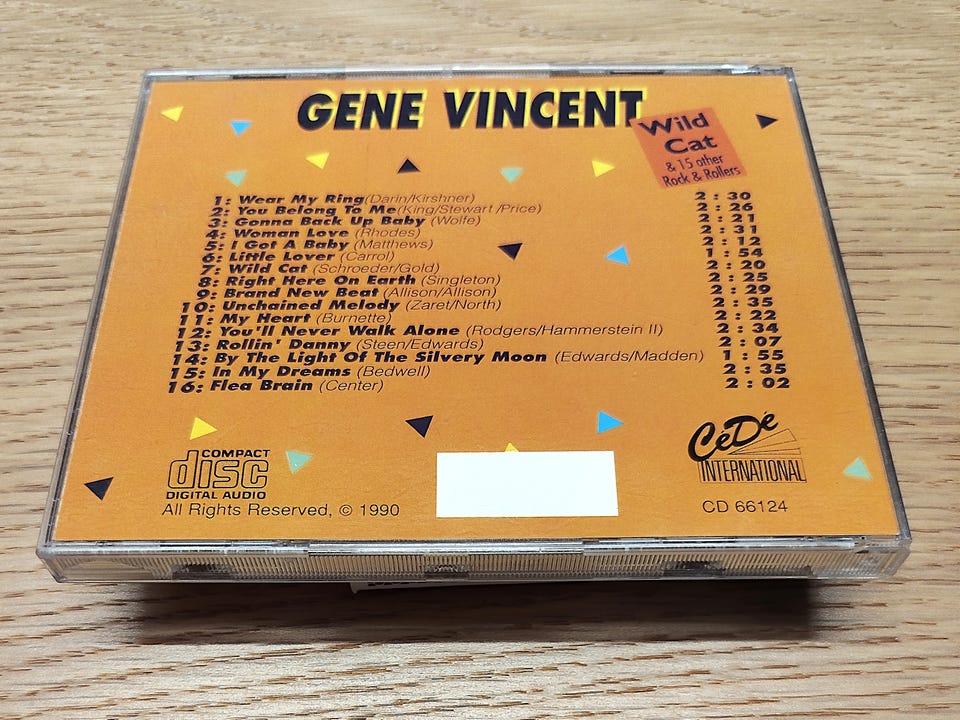 GENE VINCENT
Wild
Cat
& 15 other
Rock & Rollers
1: Wear My Ring (Darin/Kirshner) 2 : 30
2: You Belong To Me (King/Stewart/Price) 2 : 26
3: Gonna Back Up Baby (Wolfe) 2 : 21
4: Woman Love (Rhodes) 2 : 31
5: I Got A Baby (Matthews) 2 : 12
6: Little Lover (Carrol) 1 : 54
7: Wild Cat (Schroeder/Gold) 2 : 20
8: Right Here On Earth (Singleton) 2 : 25
9: Brand New Beat (Allison/Allison) 2 : 29
10: Unchained Melody (Zaret/North) 2 : 35
11: My Heart (Burnette) 2 : 22
12: You'll Never Walk Alone (Rodgers/Hammerstein II) 2 : 34
13: Rollin' Danny (Steen/Edwards) 2 : 07
14: By The Light Of The Silvery Moon (Edwards/Madden) 1 : 55
15: In My Dreams (Bedwell) 2 : 35
16: Flea Brain (Center) 2 : 02
COMPACT
disc
DIGITAL AUDIO
All Rights Reserved, © 1990
CéDé
INTERNATIONAL
CD 66124